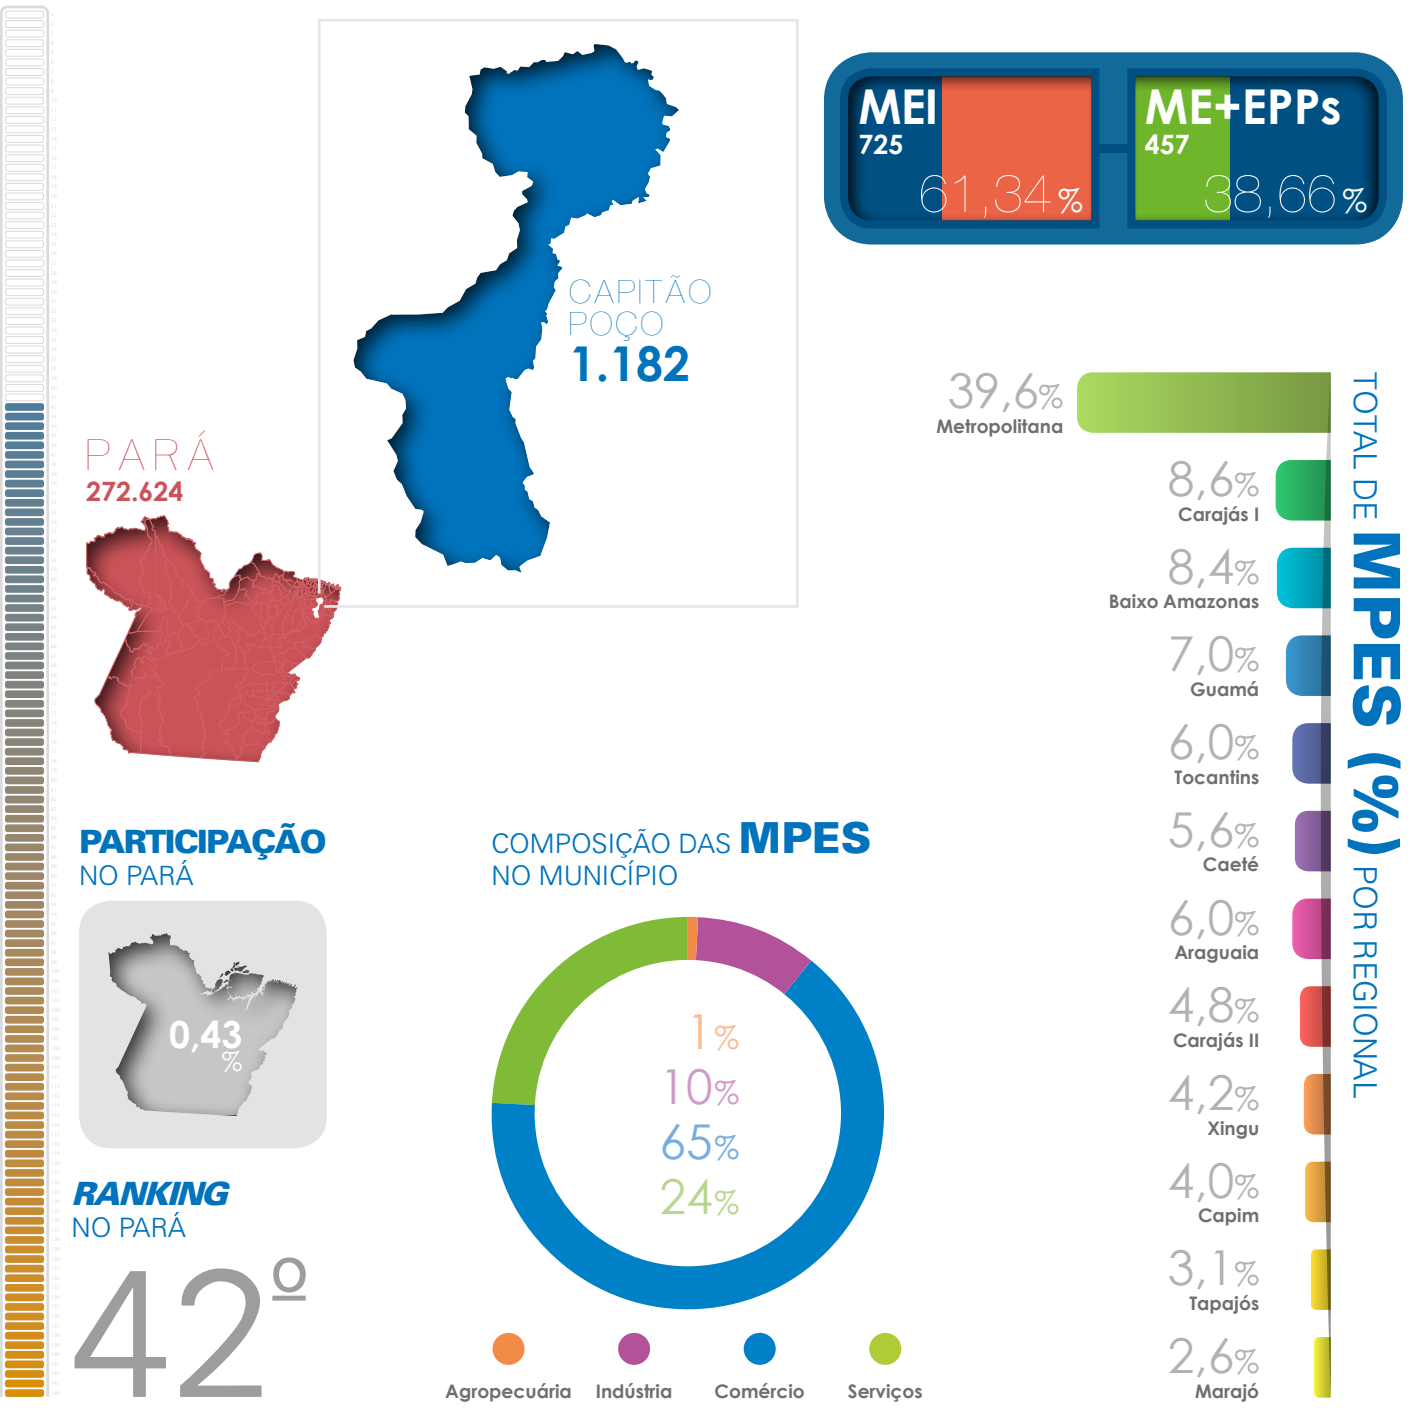 MEI
725
61,34%
ME+EPPs
457
38,66%
CAPITÃO
POÇO
1.182
PARÁ
272.624
TOTAL DE MPES (%) POR REGIONAL
39,6%
Metropolitana
8,6%
Carajás I
8,4%
Baixo Amazonas
7,0%
Guamá
6,0%
Tocantins
5,6%
Caeté
6,0%
Araguaia
4,8%
Carajás II
4,2%
Xingu
4,0%
Capim
3,1%
Tapajós
2,6%
Marajó
PARTICIPAÇÃO
NO PARÁ
0,43
%
RANKING
NO PARÁ
42º
COMPOSIÇÃO DAS MPES
NO MUNICÍPIO
1%
10%
65%
24%
Agropecuária Indústria Comércio Serviços